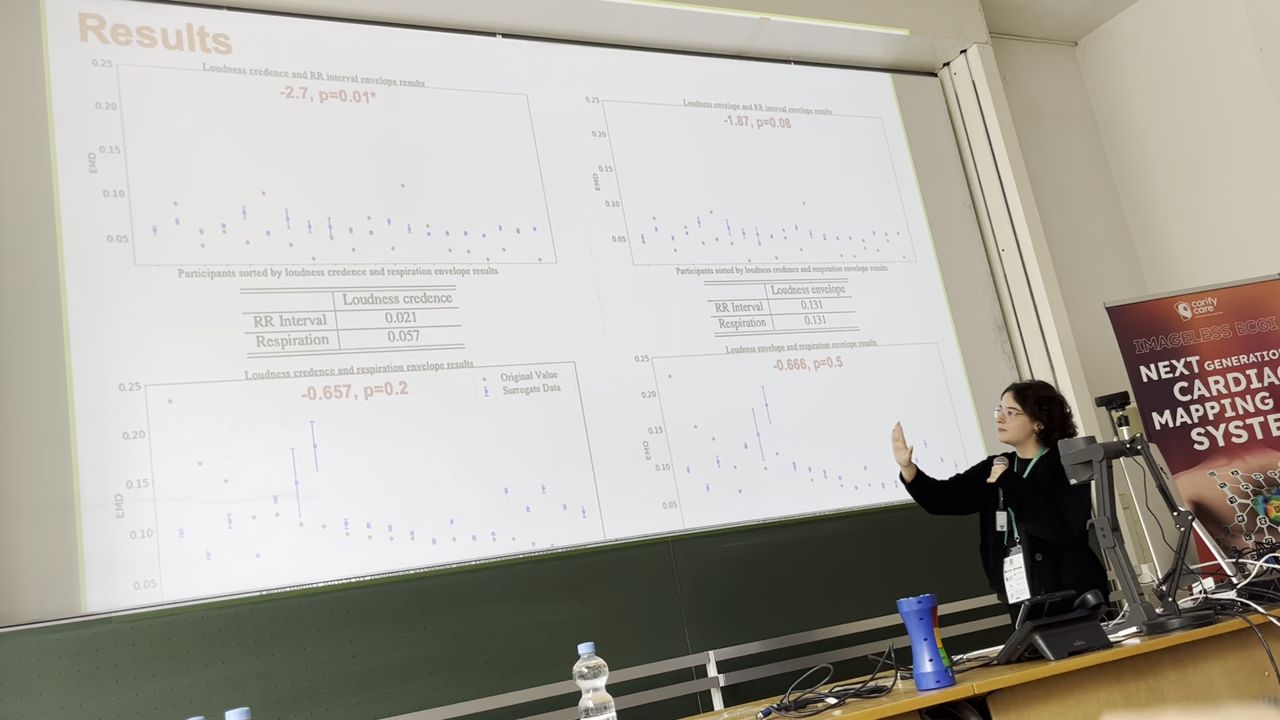 Results
Loudness credence and RR interval envelope results
-2.7, p=0.01*
0.25
0.20
0.15
0.10
0.05
EMD
Participants sorted by loudness credence and respiration envelope results
Loudness envelope and RR interval envelope results
-1.87, p=0.08
0.25
0.20
0.15
0.10
0.05
EMD
Participants sorted by loudness envelope and respiration envelope results
Loudness credence
RR Interval 0.021
Respiration 0.057
Loudness envelope
RR Interval 0.131
Respiration 0.131
Loudness credence and respiration envelope results
-0.657, p=0.2
Original Value
Surrogate Data
0.25
0.20
0.15
0.10
0.05
EMD
Loudness envelope and respiration envelope results
-0.666, p=0.5
0.25
0.20
0.15
0.10
0.05
EMD
corify
care
IMAGELESS ECGI
NEXT GENERATION
CARDIAC
MAPPING
SYSTE